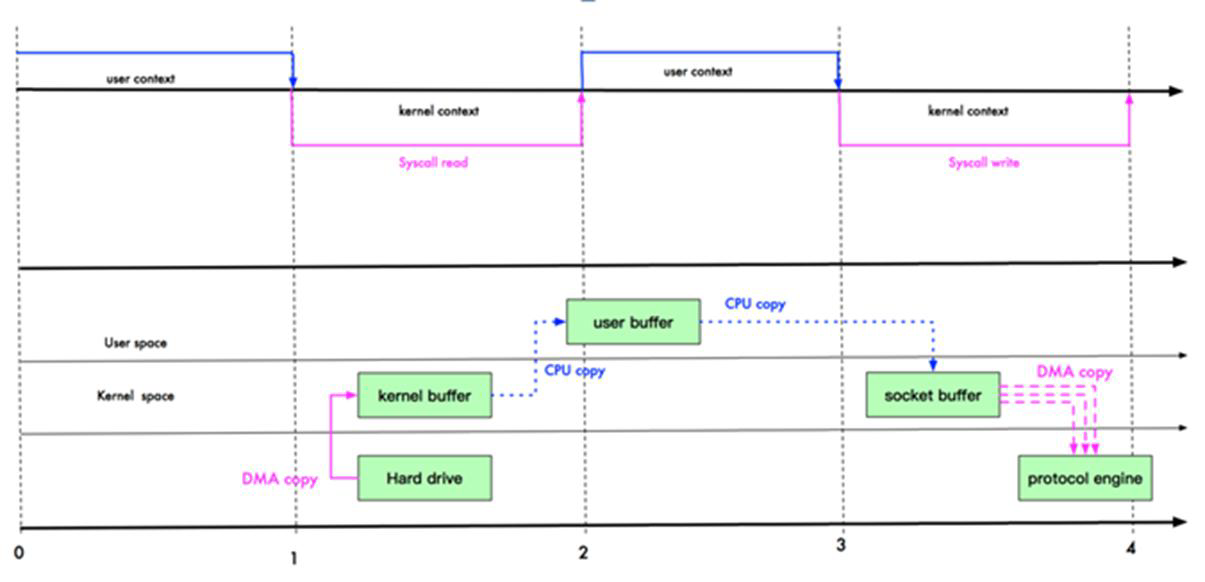 user context
user context
kernel context
kernel context
Syscall read
Syscall write
CPU copy
user buffer
User space
CPU copy
DMA copy
Kernel space
kernel buffer
socket buffer
DMA copy
Hard drive
protocol engine
0
1
2
3
4